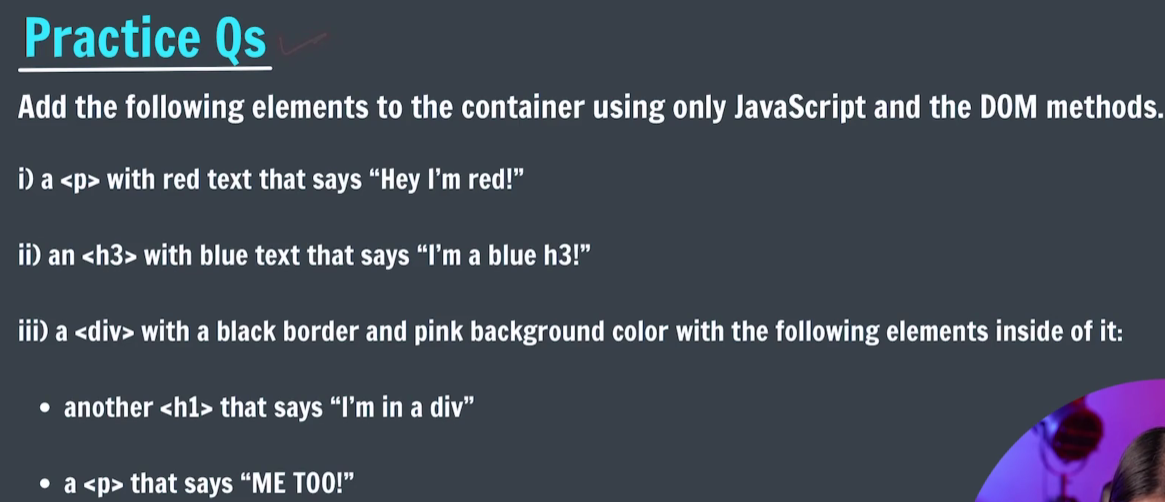 Practice Qs
Add the following elements to the container using only JavaScript and the DOM methods.
i) a <p> with red text that says “Hey I’m red!”
ii) an <h3> with blue text that says “I’m a blue h3!”
iii) a <div> with a black border and pink background color with the following elements inside of it:
• another <h1> that says “I’m in a div”
• a <p> that says “ME TOO!”